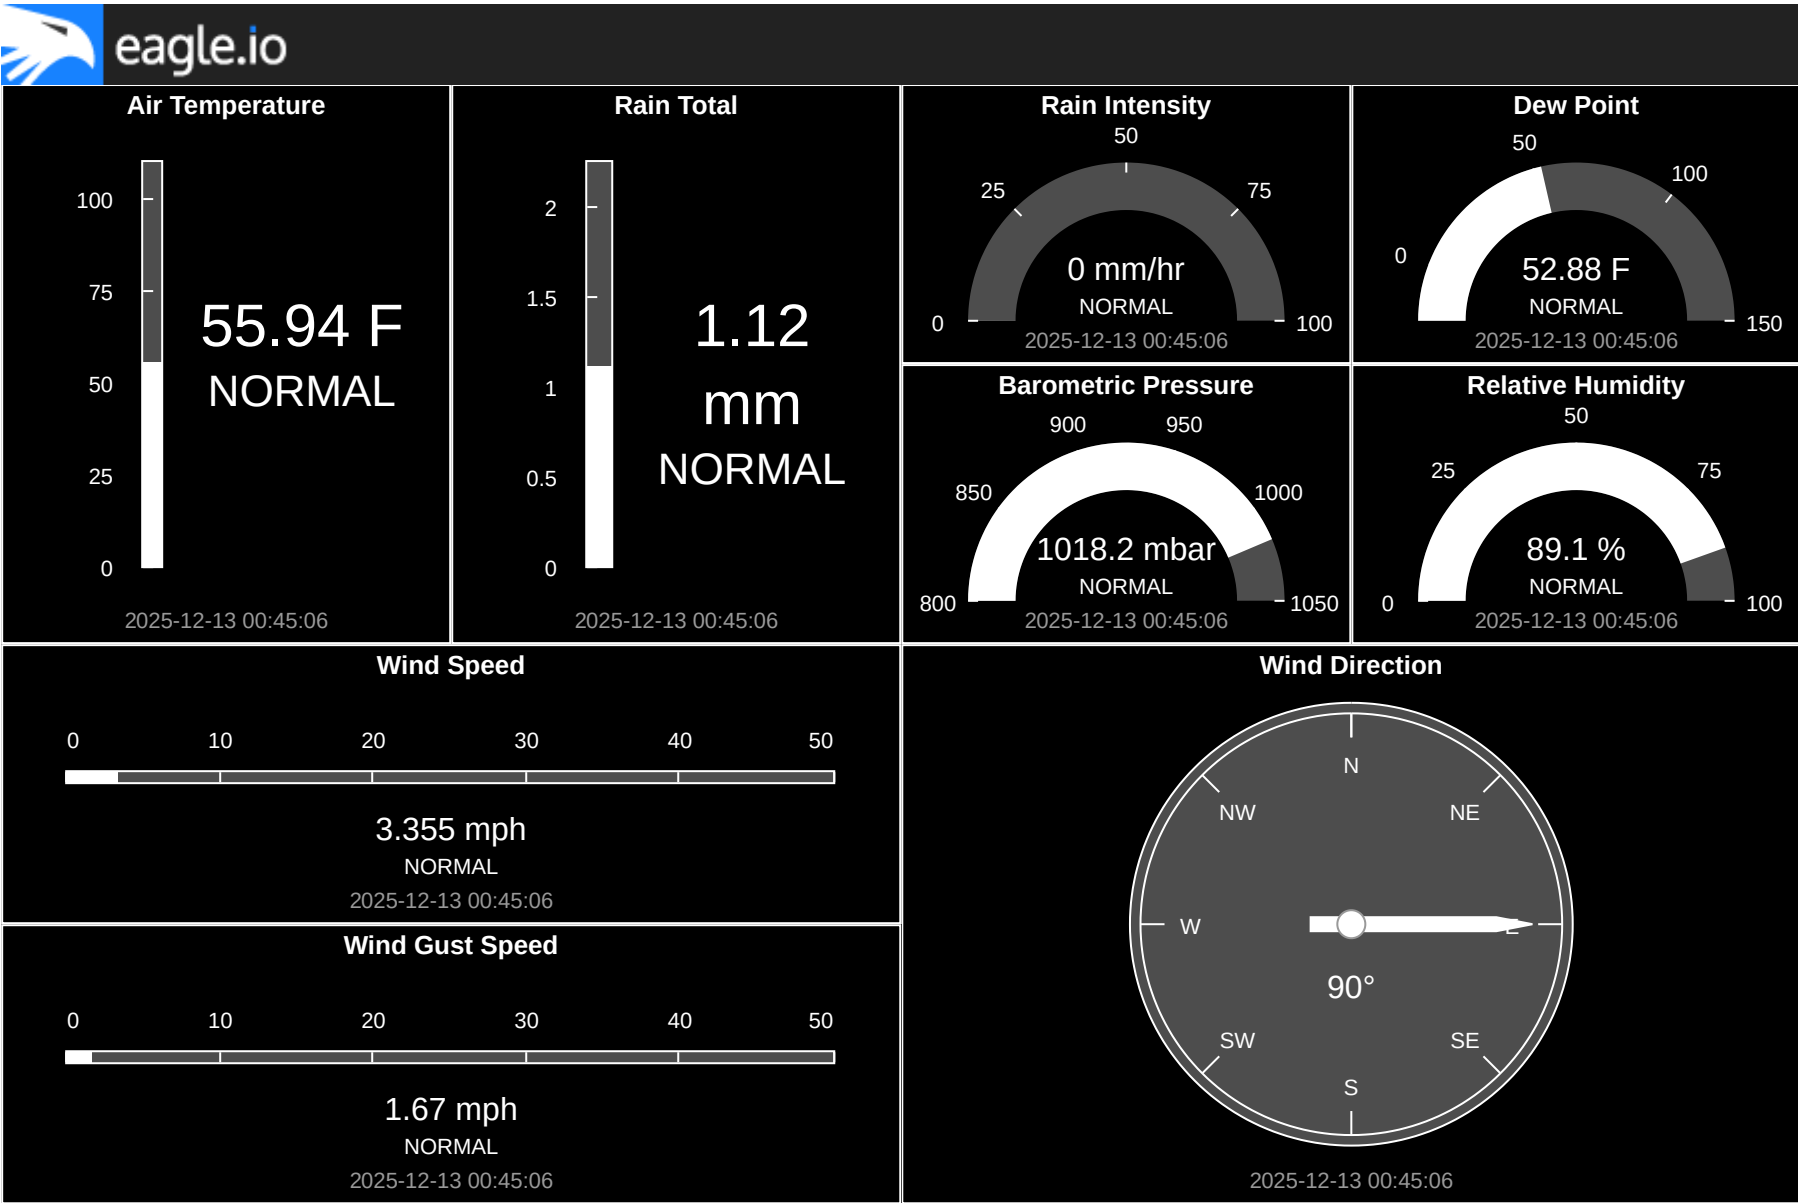 eagle.io
Air Temperature
100
75
50
25
0
55.94 F
NORMAL
2025-12-13 00:45:06
Rain Total
2
1.5
1
0.5
0
1.12
mm
NORMAL
2025-12-13 00:45:06
Rain Intensity
0
25
50
75
100
0 mm/hr
NORMAL
2025-12-13 00:45:06
Dew Point
0
50
100
150
52.88 F
NORMAL
2025-12-13 00:45:06
Barometric Pressure
800
850
900
950
1000
1050
1018.2 mbar
NORMAL
2025-12-13 00:45:06
Relative Humidity
0
25
50
75
100
89.1 %
NORMAL
2025-12-13 00:45:06
Wind Speed
0 10 20 30 40 50
3.355 mph
NORMAL
2025-12-13 00:45:06
Wind Gust Speed
0 10 20 30 40 50
1.67 mph
NORMAL
2025-12-13 00:45:06
Wind Direction
N
NW NE
W E
90°
SW SE
S
2025-12-13 00:45:06